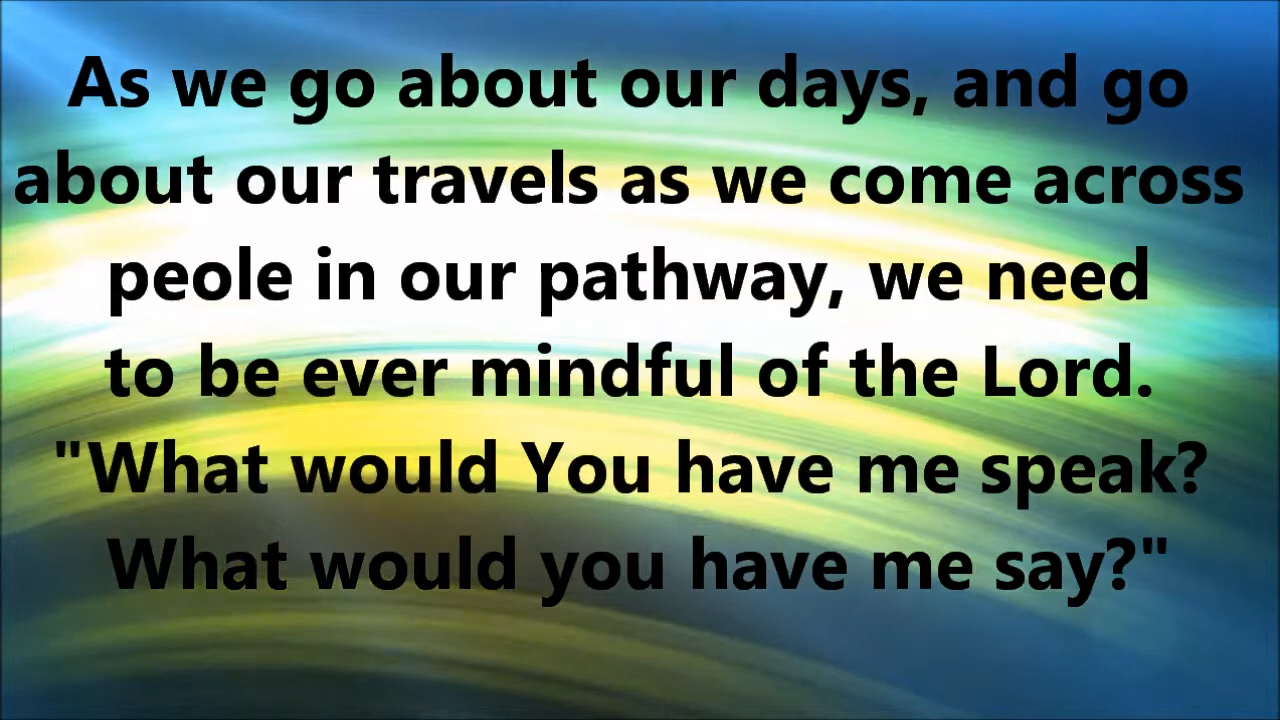 As we go about our days, and go
about our travels as we come across
peole in our pathway, we need
to be ever mindful of the Lord.
"What would You have me speak?
What would you have me say?"